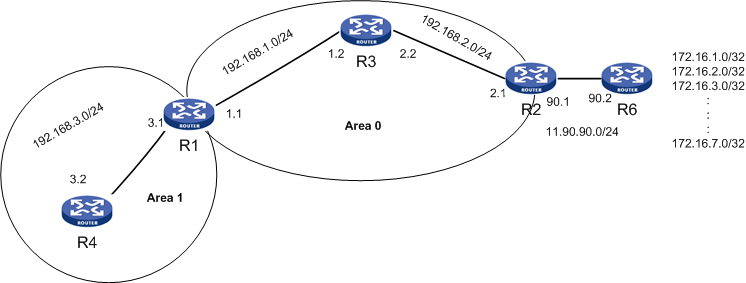 192.168.1.0/24
192.168.2.0/24
ROUTER
R3
1.2
2.2
172.16.1.0/32
172.16.2.0/32
172.16.3.0/32
:
:
172.16.7.0/32
ROUTER
R2
2.1
90.1
ROUTER
R6
90.2
11.90.90.0/24
192.168.3.0/24
3.1
ROUTER
R1
1.1
Area 0
3.2
ROUTER
R4
Area 1